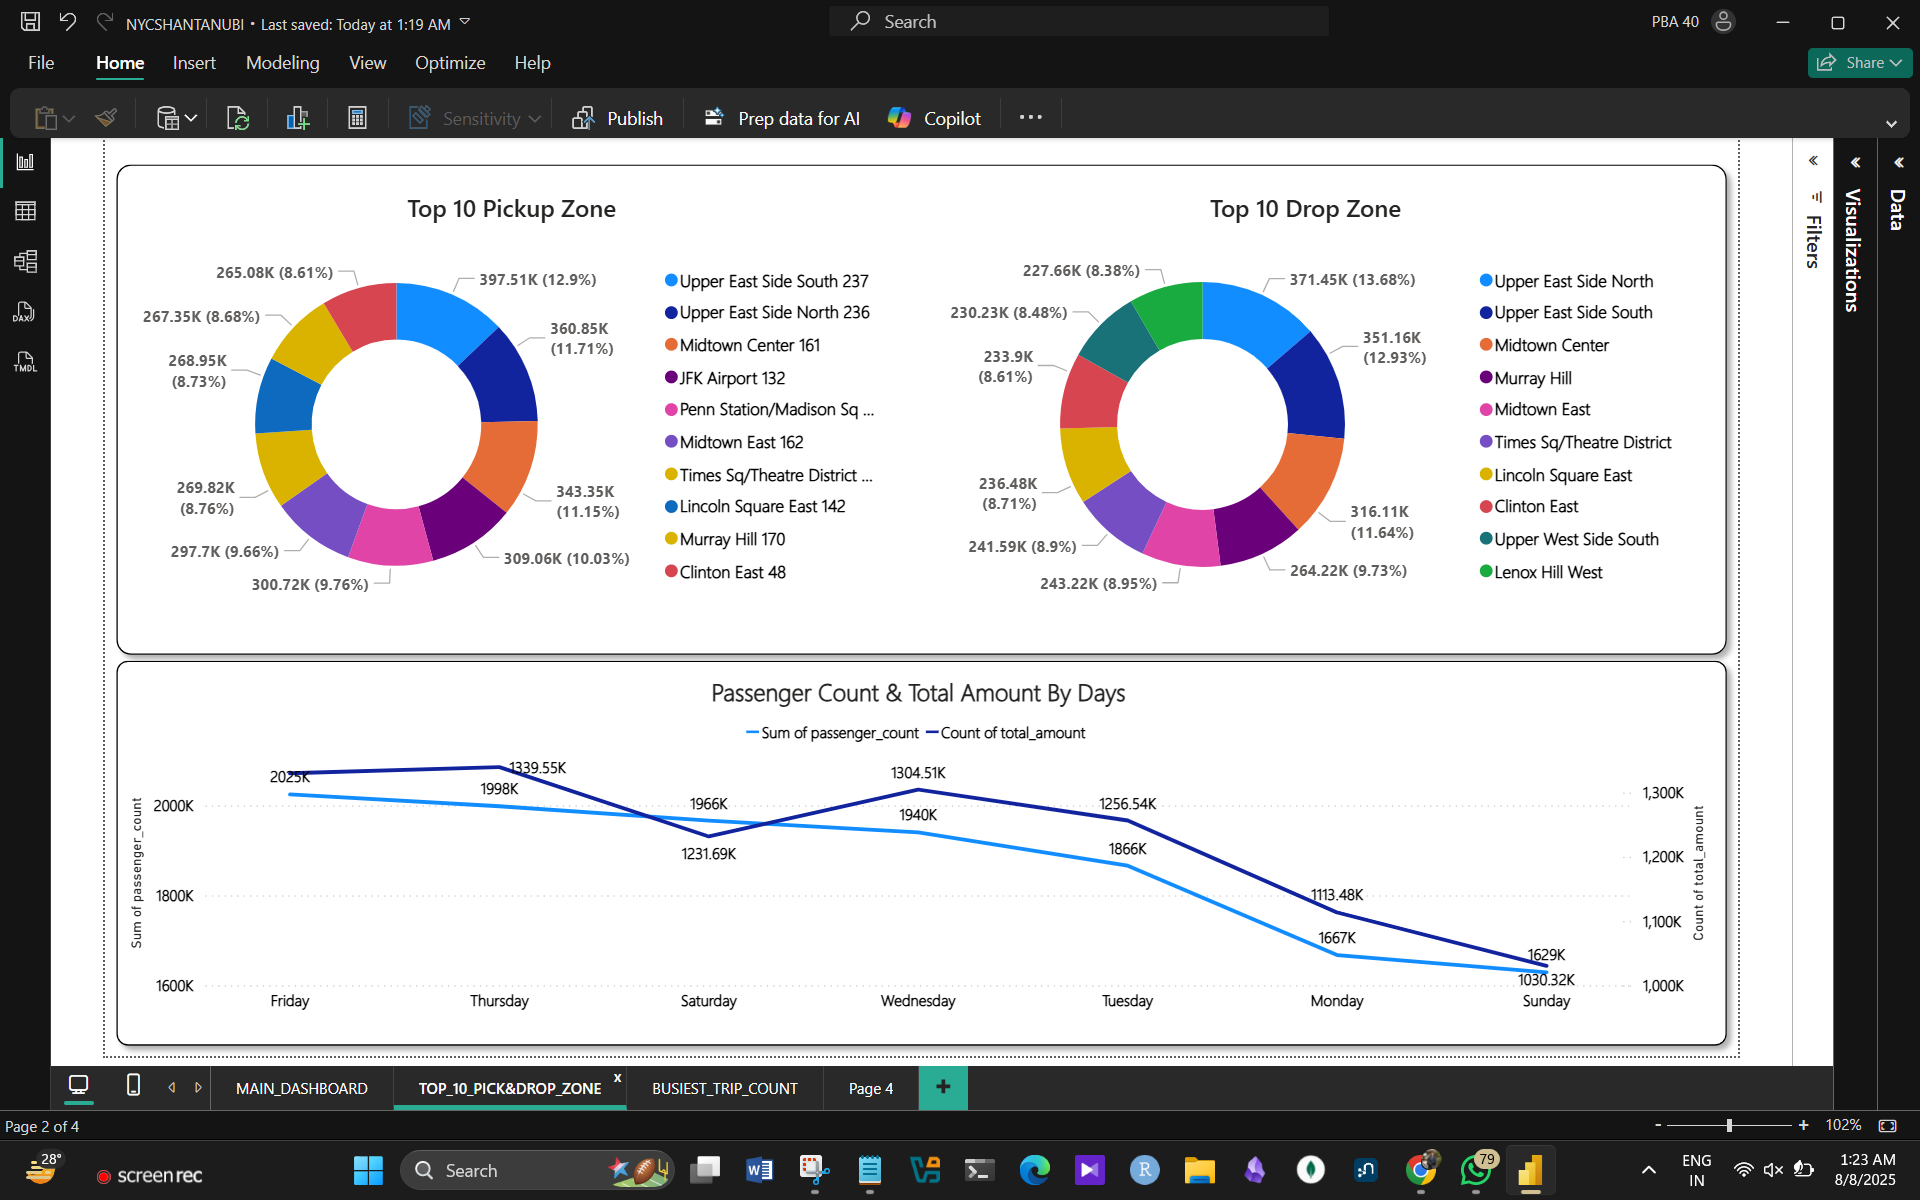 NYCSHANTANUBI • Last saved: Today at 1:19 AM
Search
PBA 40
File
Home
Insert
Modeling
View
Optimize
Help
Share
Sensitivity
Publish
Prep data for AI
Copilot
DAX
TMDL
Top 10 Pickup Zone
397.51K (12.9%)
360.85K
(11.71%)
343.35K
(11.15%)
309.06K (10.03%)
300.72K (9.76%)
297.7K (9.66%)
269.82K
(8.76%)
268.95K
(8.73%)
267.35K (8.68%)
265.08K (8.61%)
Upper East Side South 237
Upper East Side North 236
Midtown Center 161
JFK Airport 132
Penn Station/Madison Sq ...
Midtown East 162
Times Sq/Theatre District ...
Lincoln Square East 142
Murray Hill 170
Clinton East 48
Top 10 Drop Zone
371.45K (13.68%)
351.16K
(12.93%)
316.11K
(11.64%)
264.22K (9.73%)
243.22K (8.95%)
241.59K (8.9%)
236.48K
(8.71%)
233.9K
(8.61%)
230.23K (8.48%)
227.66K (8.38%)
Upper East Side North
Upper East Side South
Midtown Center
Murray Hill
Midtown East
Times Sq/Theatre District
Lincoln Square East
Clinton East
Upper West Side South
Lenox Hill West
Filters
Visualizations
Data
Passenger Count & Total Amount By Days
Sum of passenger_count
Count of total_amount
Sum of passenger_count
2000K
1800K
1600K
2025K
1339.55K
1998K
1966K
1231.69K
1304.51K
1940K
1256.54K
1866K
1113.48K
1667K
1629K
1030.32K
1,300K
1,200K
1,100K
1,000K
Count of total_amount
Friday
Thursday
Saturday
Wednesday
Tuesday
Monday
Sunday
MAIN_DASHBOARD
TOP_10_PICK&DROP_ZONE
x
BUSIEST_TRIP_COUNT
Page 4
+
Page 2 of 4
- + 102%
28°
screenrec
Search
79
ENG
IN
1:23 AM
8/8/2025